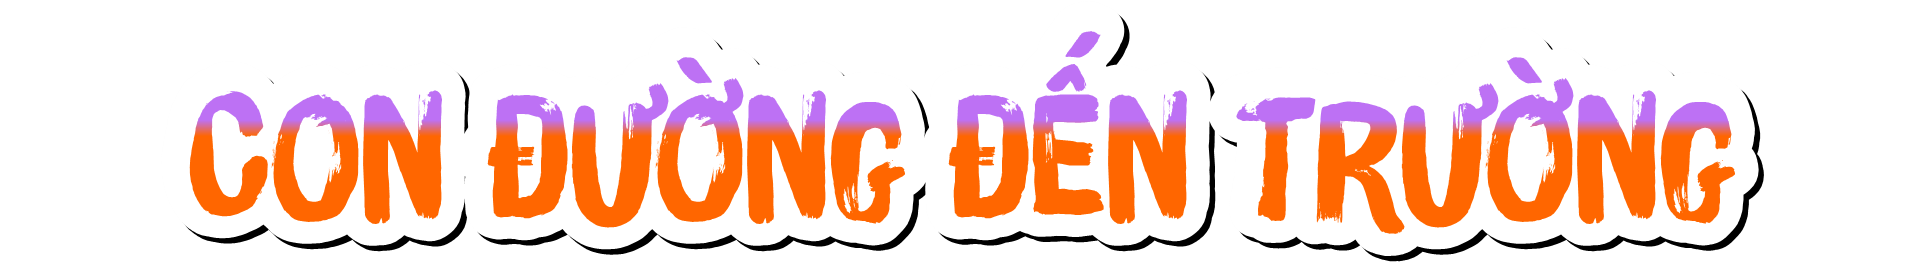 CON ĐƯỜNG ĐẾN TRƯỜNG